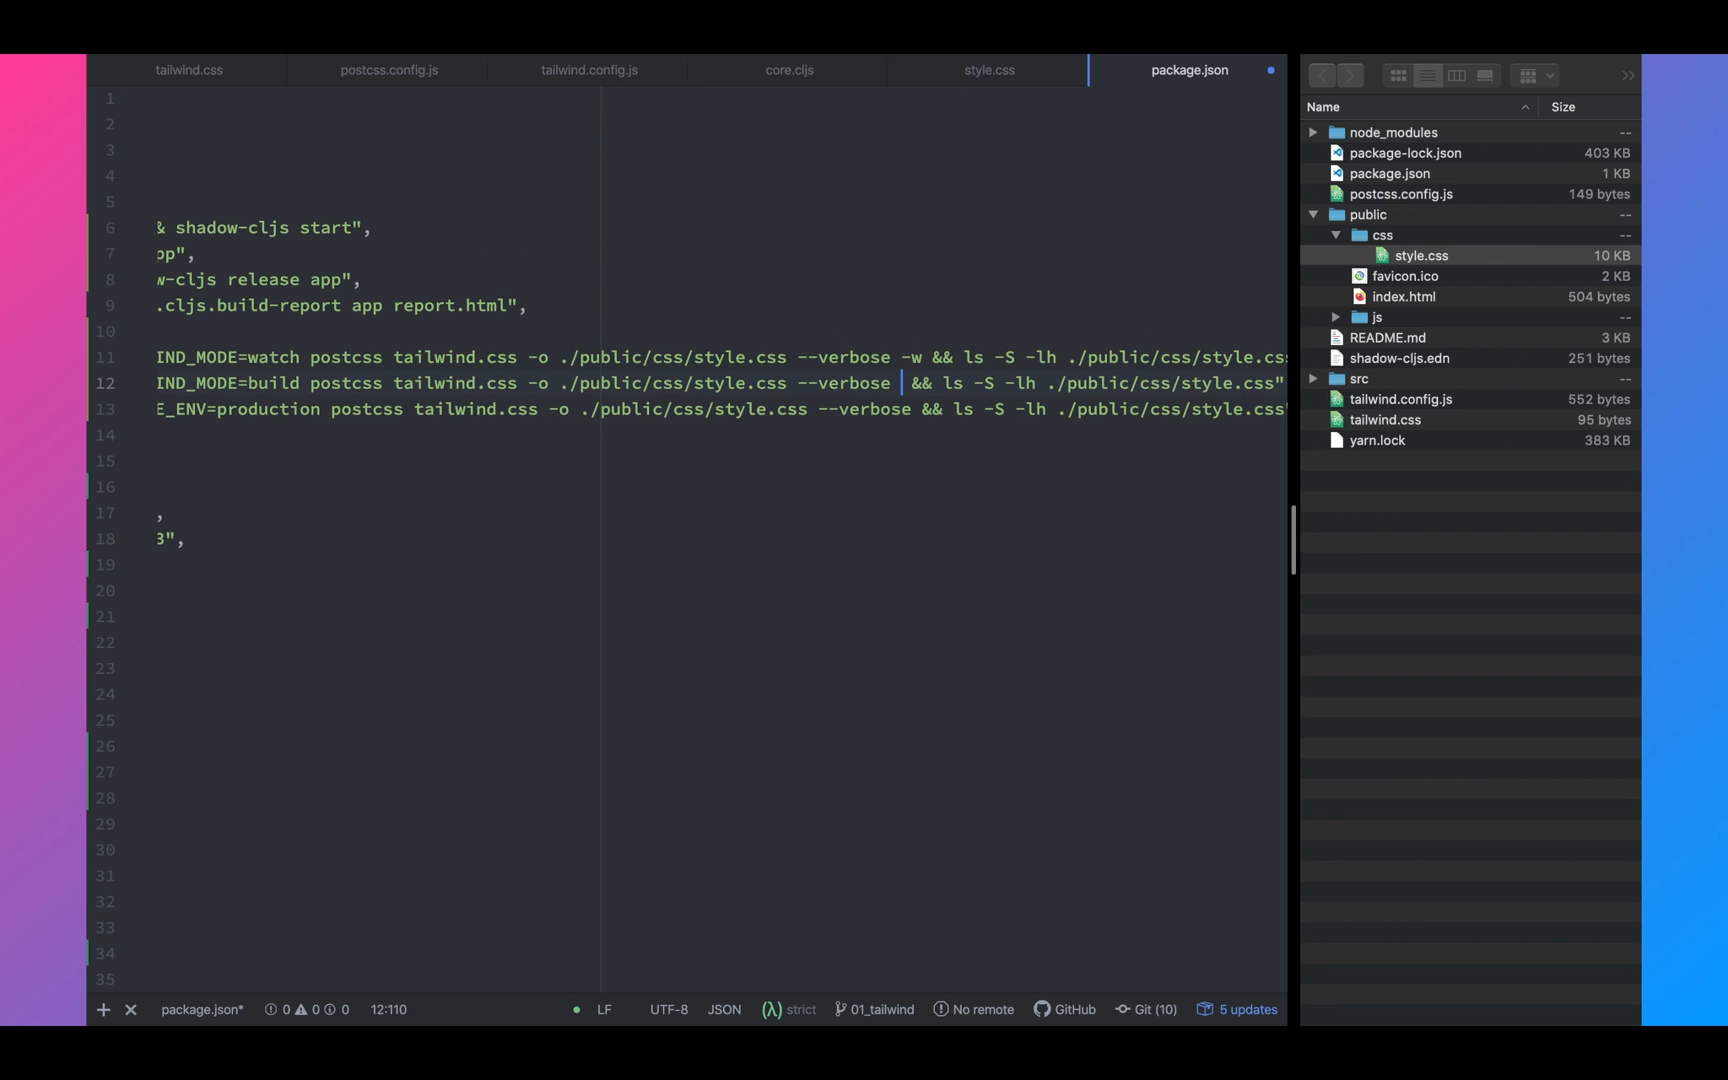 tailwind.css
postcss.config.js
tailwind.config.js
core.cljs
style.css
package.json
1
2
3
4
5
6 & shadow-cljs start",
7 pp",
8 w-cljs release app",
9 .cljs.build-report app report.html",
10
11 IND_MODE=watch postcss tailwind.css -o ./public/css/style.css --verbose -w && ls -S -lh ./public/css/style.css
12 IND_MODE=build postcss tailwind.css -o ./public/css/style.css --verbose && ls -S -lh ./public/css/style.css"
13 E_ENV=production postcss tailwind.css -o ./public/css/style.css --verbose && ls -S -lh ./public/css/style.css"
14
15
16
17 ,
18 3",
19
20
21
22
23
24
25
26
27
28
29
30
31
32
33
34
35
package.json*
0 0 0
12:110
LF
UTF-8
JSON
(λ) strict
01_tailwind
No remote
GitHub
Git (10)
5 updates
Name Size
node_modules --
package-lock.json 403 KB
package.json 1 KB
postcss.config.js 149 bytes
public --
css --
style.css 10 KB
favicon.ico 2 KB
index.html 504 bytes
js --
README.md 3 KB
shadow-cljs.edn 251 bytes
src --
tailwind.config.js 552 bytes
tailwind.css 95 bytes
yarn.lock 383 KB